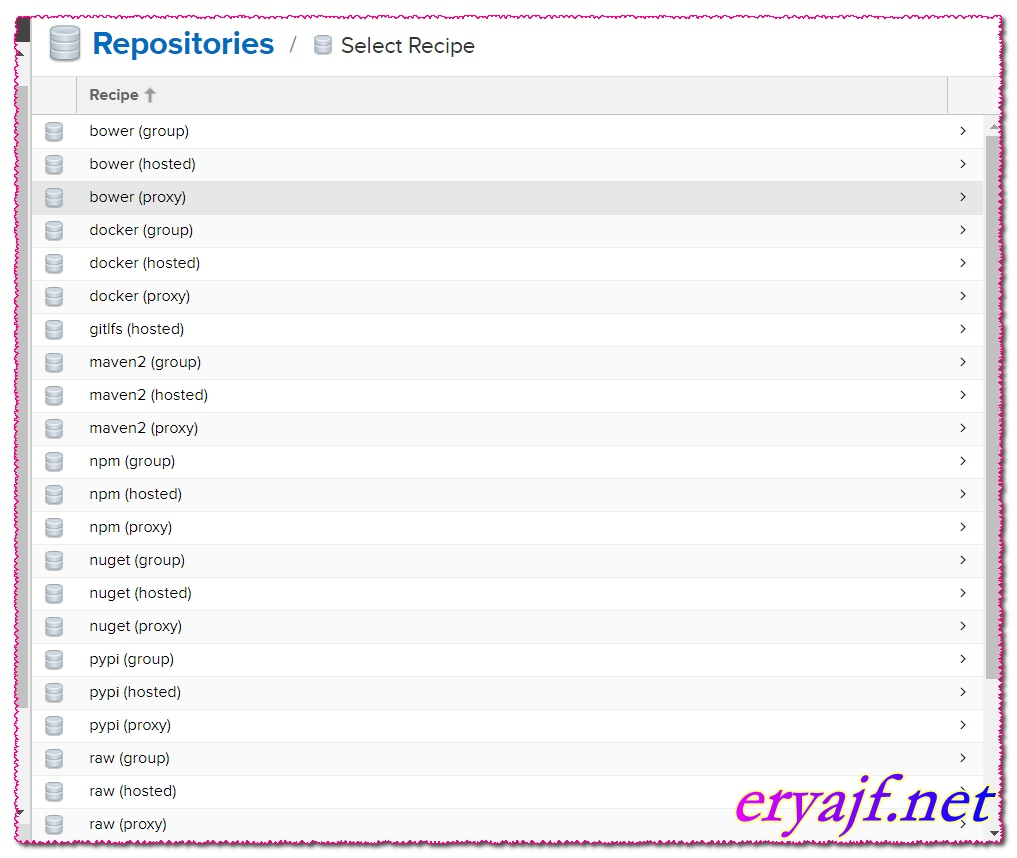 Repositories / Select Recipe
Recipe
bower (group)
bower (hosted)
bower (proxy)
docker (group)
docker (hosted)
docker (proxy)
gitlfs (hosted)
maven2 (group)
maven2 (hosted)
maven2 (proxy)
npm (group)
npm (hosted)
npm (proxy)
nuget (group)
nuget (hosted)
nuget (proxy)
pypi (group)
pypi (hosted)
pypi (proxy)
raw (group)
raw (hosted)
raw (proxy)
eryajf.net